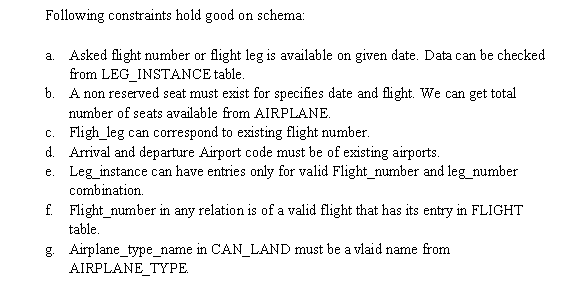 Following constraints hold good on schema:
a. Asked flight number or flight leg is available on given date. Data can be checked
from LEG_INSTANCE table.
b. A non reserved seat must exist for specifies date and flight. We can get total
number of seats available from AIRPLANE.
c. Fligh_leg can correspond to existing flight number.
d. Arrival and departure Airport code must be of existing airports.
e. Leg_instance can have entries only for valid Flight_number and leg_number
combination.
f. Flight_number in any relation is of a valid flight that has its entry in FLIGHT
table.
g. Airplane_type_name in CAN_LAND must be a vlaid name from
AIRPLANE_TYPE.